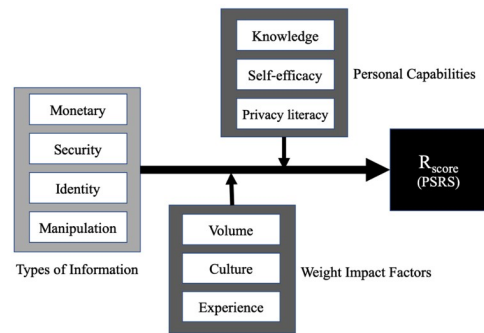 Knowledge
Self-efficacy
Privacy literacy
Personal Capabilities
Monetary
Security
Identity
Manipulation
Types of Information
R_score
(PSRS)
Volume
Culture
Experience
Weight Impact Factors